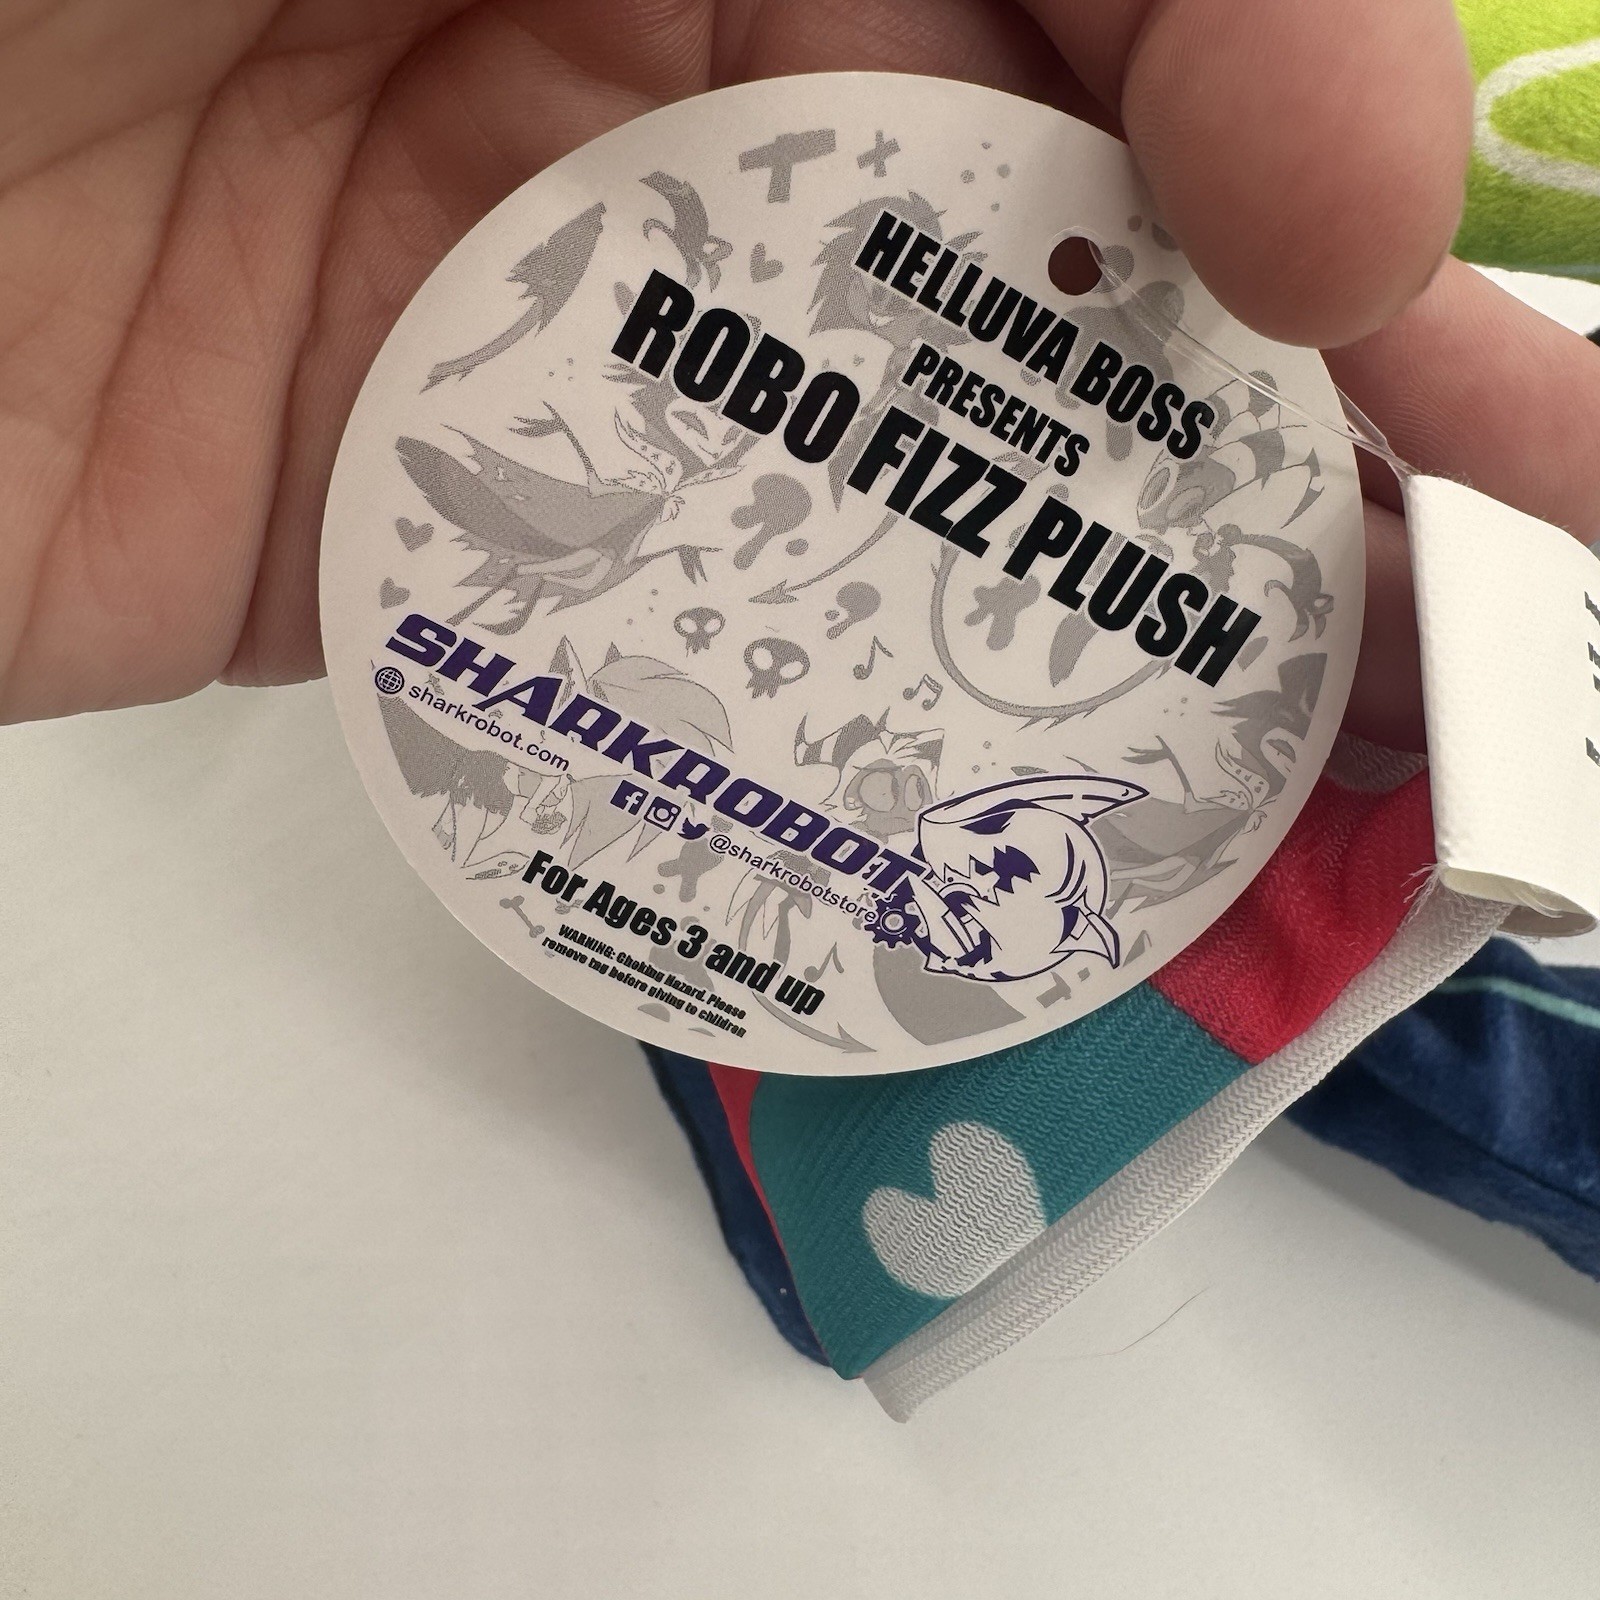 HELLUVA BOSS
PRESENTS
ROBO FIZZ PLUSH
SHARKROBOT
sharkrobot.com
@sharkrobotstore
For Ages 3 and up
WARNING: Choking Hazard. Please
remove tag before giving to children